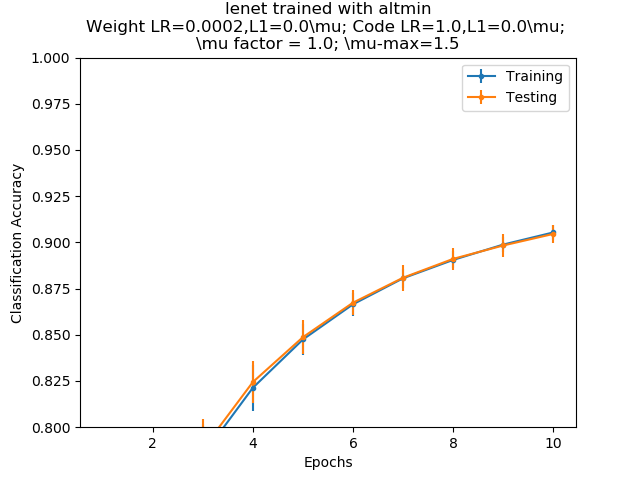 lenet trained with altmin
Weight LR=0.0002,L1=0.0\mu; Code LR=1.0,L1=0.0\mu;
\mu factor = 1.0; \mu-max=1.5
Training
Testing
1.000
0.975
0.950
0.925
0.900
0.875
0.850
0.825
0.800
Classification Accuracy
2
4
6
8
10
Epochs